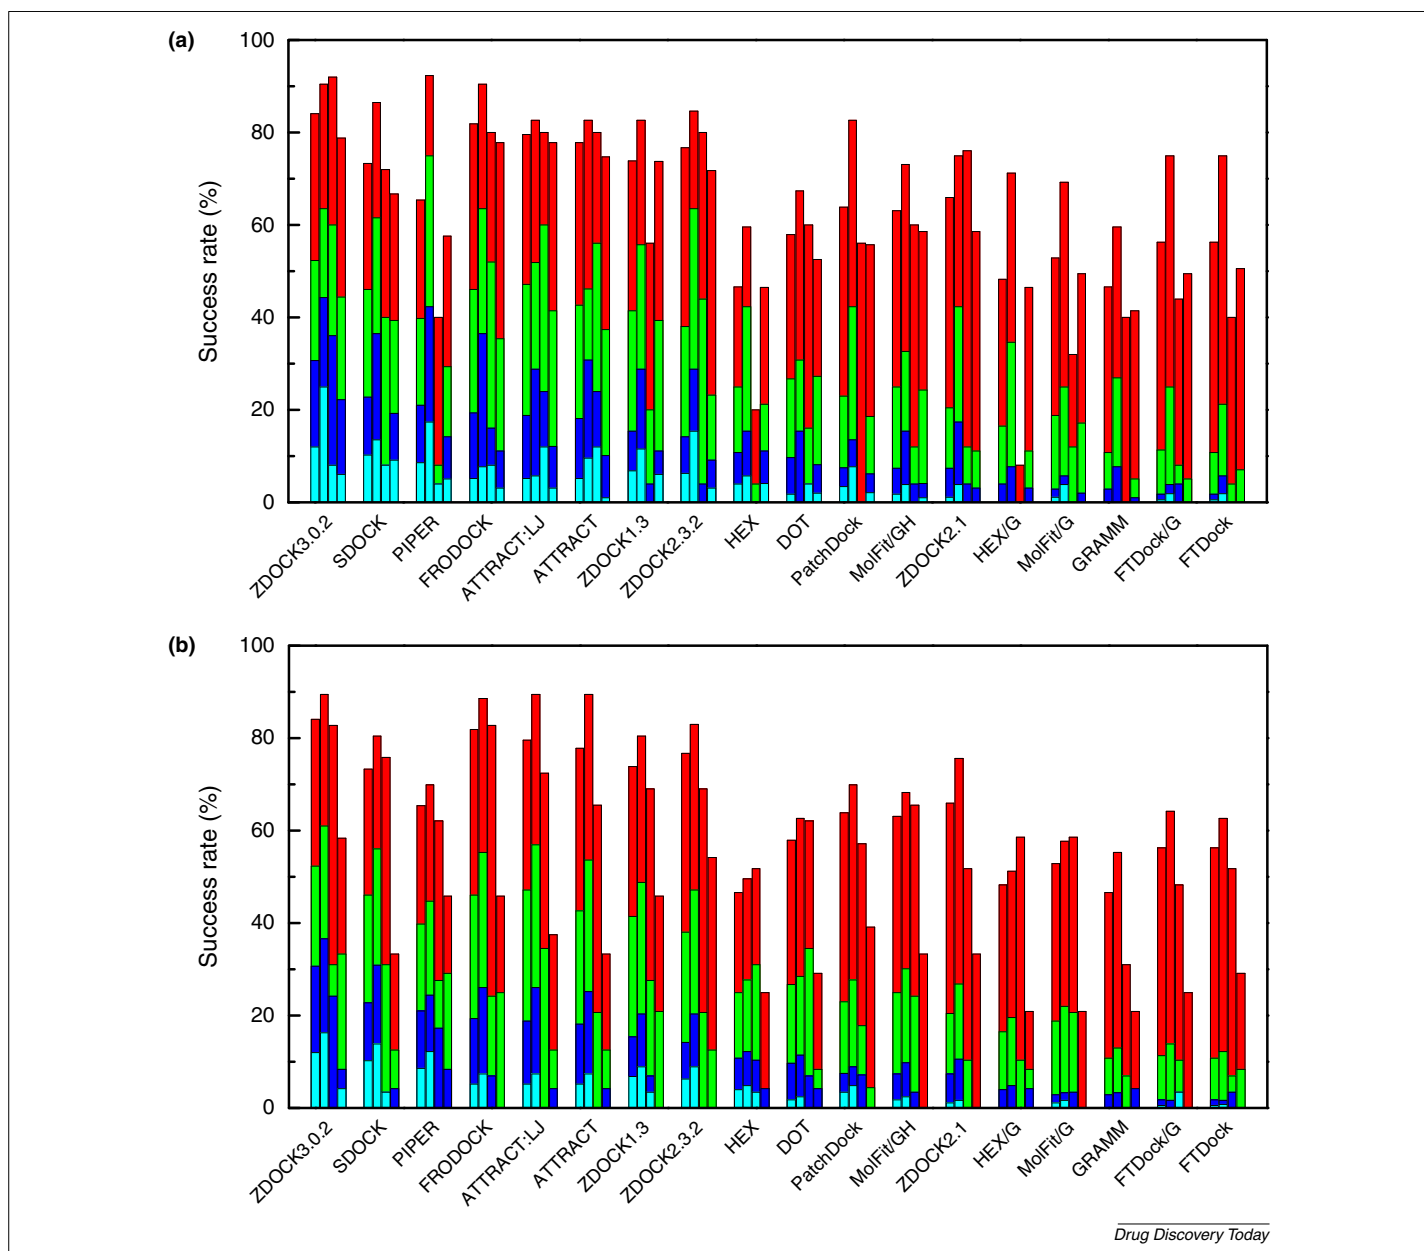 (a)
100
80
60
40
20
0
Success rate (%)
ZDOCK3.0.2
SDOCK
PIPER
FRODOCK
ATTRACT:LJ
ATTRACT
ZDOCK1.3
ZDOCK2.3.2
HEX
DOT
PatchDock
MolFit/GH
ZDOCK2.1
HEX/G
MolFit/G
GRAMM
FTDock/G
FTDock
(b)
100
80
60
40
20
0
Success rate (%)
ZDOCK3.0.2
SDOCK
PIPER
FRODOCK
ATTRACT:LJ
ATTRACT
ZDOCK1.3
ZDOCK2.3.2
HEX
DOT
PatchDock
MolFit/GH
ZDOCK2.1
HEX/G
MolFit/G
GRAMM
FTDock/G
FTDock
Drug Discovery Today